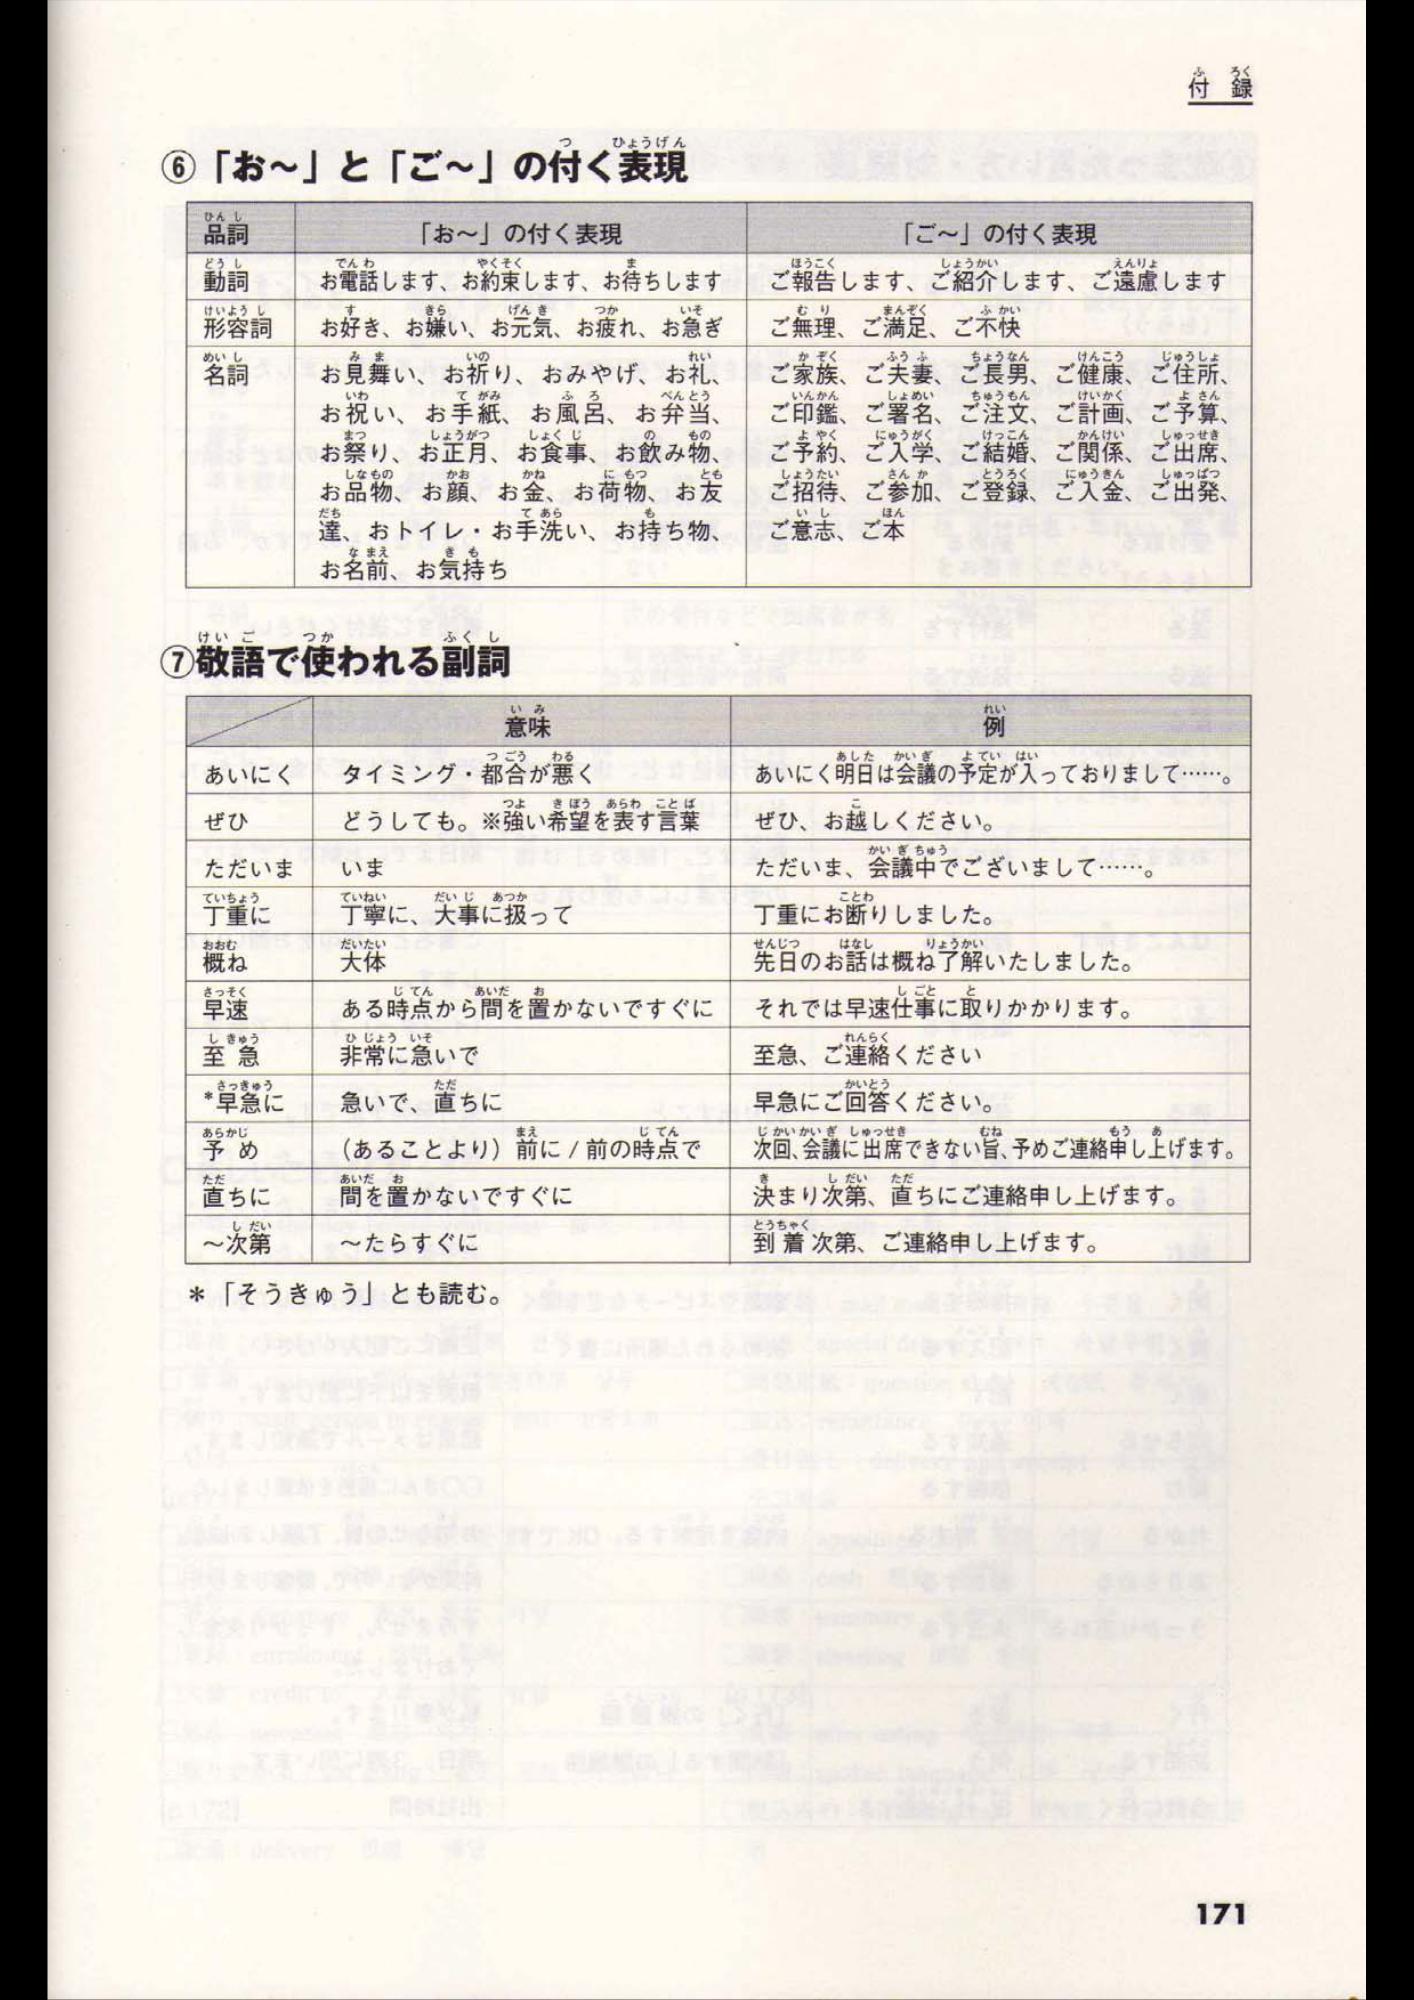 付録
⑥「お～」と「ご～」の付く表現
品詞 「お～」の付く表現 「ご～」の付く表現
動詞 お電話します、お約束します、お待ちします ご報告します、ご紹介します、ご遠慮します
形容詞 お好き、お嫌い、お元気、お疲れ、お急ぎ ご無理、ご満足、ご不快
名詞 お見舞い、お祈り、おみやげ、お礼、 ご家族、ご夫妻、ご長男、ご健康、ご住所、
お祝い、お手紙、お風呂、お弁当、 ご印鑑、ご署名、ご注文、ご計画、ご予算、
お祭り、お正月、お食事、お飲み物、 ご予約、ご入学、ご結婚、ご関係、ご出席、
お品物、お顔、お金、お荷物、お友 ご招待、ご参加、ご登録、ご入金、ご出発、
達、おトイレ・お手洗い、お持ち物、 ご意志、ご本
お名前、お気持ち
⑦敬語で使われる副詞
意味 例
あいにく タイミング・都合が悪く あいにく明日は会議の予定が入っておりまして……。
ぜひ どうしても。※強い希望を表す言葉 ぜひ、お越しください。
ただいま いま ただいま、会議中でございまして……。
丁重に 丁寧に、大事に扱って 丁重にお断りしました。
概ね 大体 先日のお話は概ね了解いたしました。
早速 ある時点から間を置かないですぐに それでは早速仕事に取りかかります。
至急 非常に急いで 至急、ご連絡ください
*早急に 急いで、直ちに 早急にご回答ください。
予め （あることより）前に / 前の時点で 次回、会議に出席できない旨、予めご連絡申し上げます。
直ちに 間を置かないですぐに 決まり次第、直ちにご連絡申し上げます。
～次第 ～たらすぐに 到着次第、ご連絡申し上げます。
＊「そうきゅう」とも読む。
171